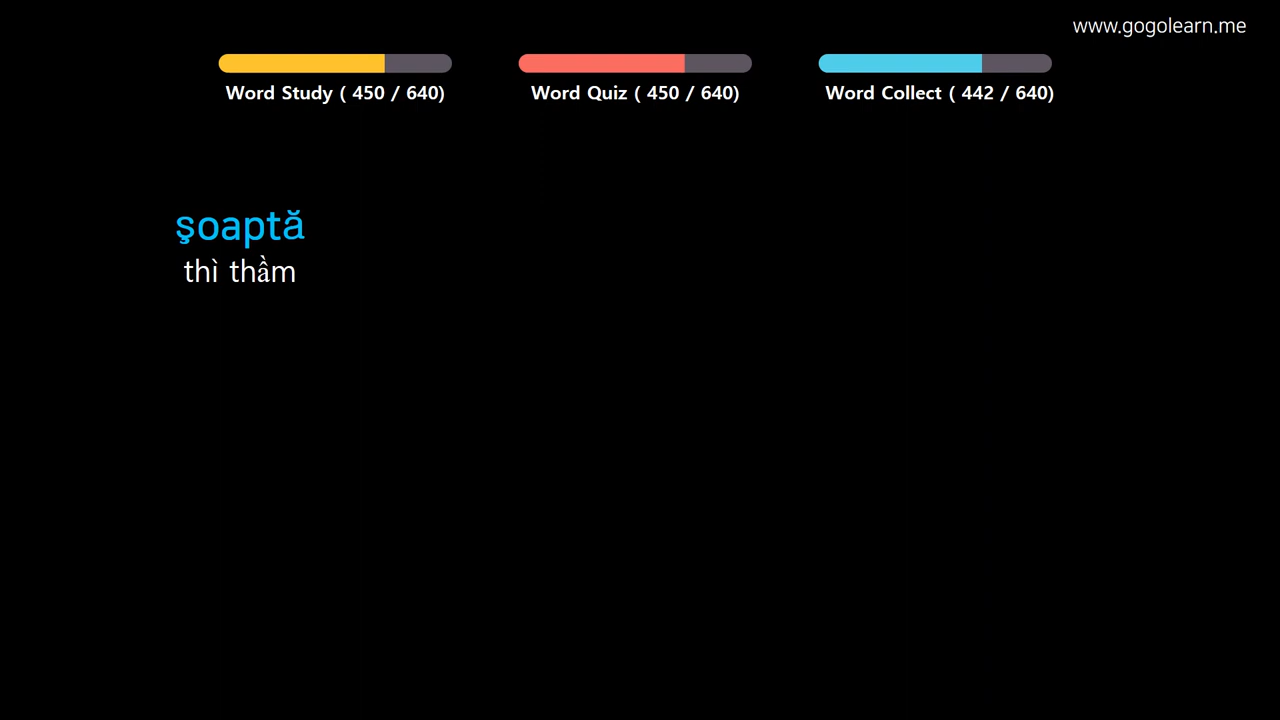 www.gogolearn.me
Word Study ( 450 / 640)
Word Quiz ( 450 / 640)
Word Collect ( 442 / 640)
şoaptă
thì thầm